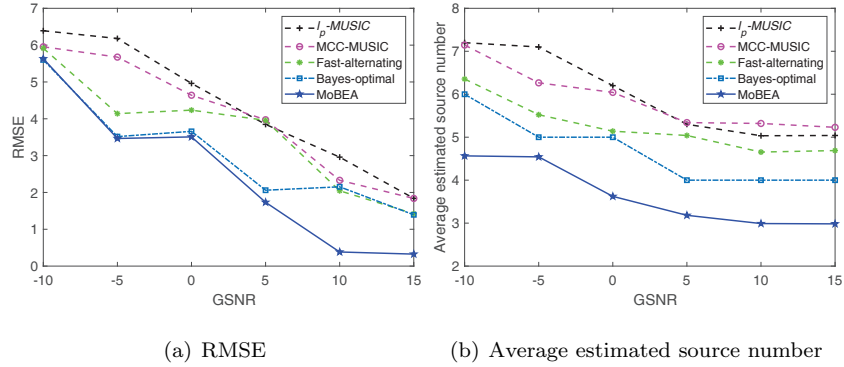 7
6
5
4
3
2
1
0
RMSE
-10 -5 0 5 10 15
GSNR
l_p-MUSIC
MCC-MUSIC
Fast-alternating
Bayes-optimal
MoBEA
(a) RMSE
8
7
6
5
4
3
2
Average estimated source number
-10 -5 0 5 10 15
GSNR
l_p-MUSIC
MCC-MUSIC
Fast-alternating
Bayes-optimal
MoBEA
(b) Average estimated source number